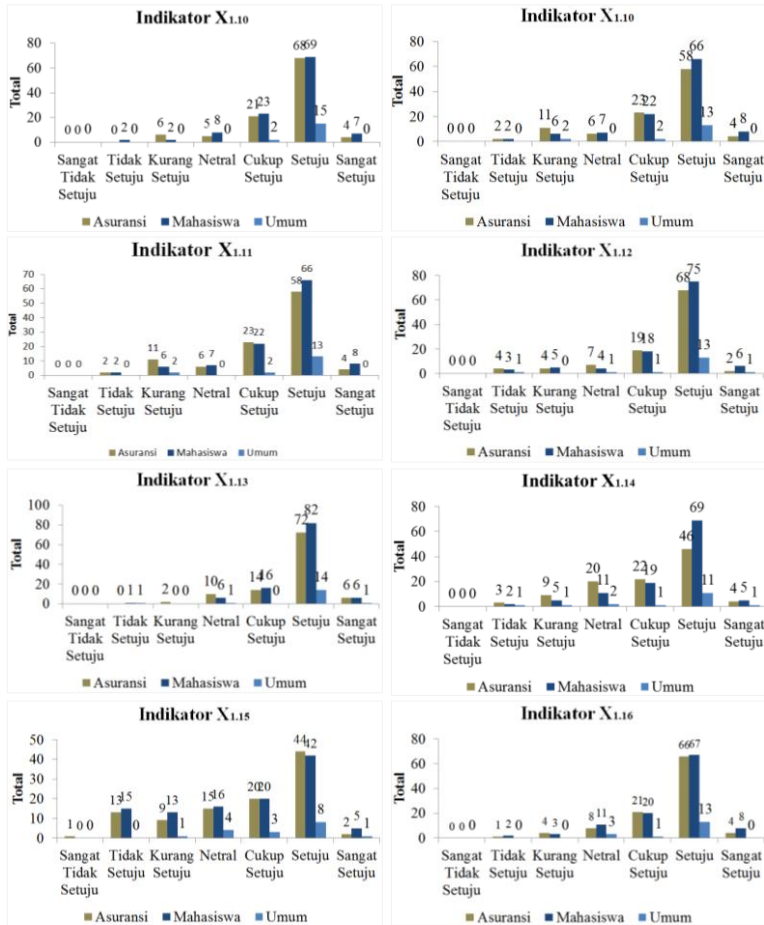 Indikator X1.10
Total
80
60
40
20
0
0 0 0
0 2 0
6 2 0
5 8 0
21 23 2
68 69 15
4 7 0
Sangat Tidak Setuju
Tidak Setuju
Kurang Setuju
Netral
Cukup Setuju
Setuju
Sangat Setuju
Asuransi Mahasiswa Umum
Indikator X1.10
Total
80
60
40
20
0
0 0 0
2 2 0
11 6 2
6 7 0
23 22 2
58 66 13
4 8 0
Sangat Tidak Setuju
Tidak Setuju
Kurang Setuju
Netral
Cukup Setuju
Setuju
Sangat Setuju
Asuransi Mahasiswa Umum
Indikator X1.11
Total
70
60
50
40
30
20
10
0
0 0 0
2 2 0
11 6 2
6 7 0
23 22 2
58 66 13
4 8 0
Sangat Tidak Setuju
Tidak Setuju
Kurang Setuju
Netral
Cukup Setuju
Setuju
Sangat Setuju
Asuransi Mahasiswa Umum
Indikator X1.12
Total
80
60
40
20
0
0 0 0
4 3 1
4 5 0
7 4 1
19 18 1
68 75 13
2 6 1
Sangat Tidak Setuju
Tidak Setuju
Kurang Setuju
Netral
Cukup Setuju
Setuju
Sangat Setuju
Asuransi Mahasiswa Umum
Indikator X1.13
Total
100
80
60
40
20
0
0 0 0
0 1 1
2 0 0
10 6 1
14 16 0
72 82 14
6 6 1
Sangat Tidak Setuju
Tidak Setuju
Kurang Setuju
Netral
Cukup Setuju
Setuju
Sangat Setuju
Asuransi Mahasiswa Umum
Indikator X1.14
Total
80
60
40
20
0
0 0 0
3 2 1
9 5 1
20 11 2
22 19 1
46 69 11
4 5 1
Sangat Tidak Setuju
Tidak Setuju
Kurang Setuju
Netral
Cukup Setuju
Setuju
Sangat Setuju
Asuransi Mahasiswa Umum
Indikator X1.15
Total
50
40
30
20
10
0
1 0 0
13 15 0
9 13 1
15 16 4
20 20 3
44 42 8
2 5 1
Sangat Tidak Setuju
Tidak Setuju
Kurang Setuju
Netral
Cukup Setuju
Setuju
Sangat Setuju
Asuransi Mahasiswa Umum
Indikator X1.16
Total
80
60
40
20
0
0 0 0
1 2 0
4 3 0
8 11 3
21 20 1
66 67 13
4 8 0
Sangat Tidak Setuju
Tidak Setuju
Kurang Setuju
Netral
Cukup Setuju
Setuju
Sangat Setuju
Asuransi Mahasiswa Umum